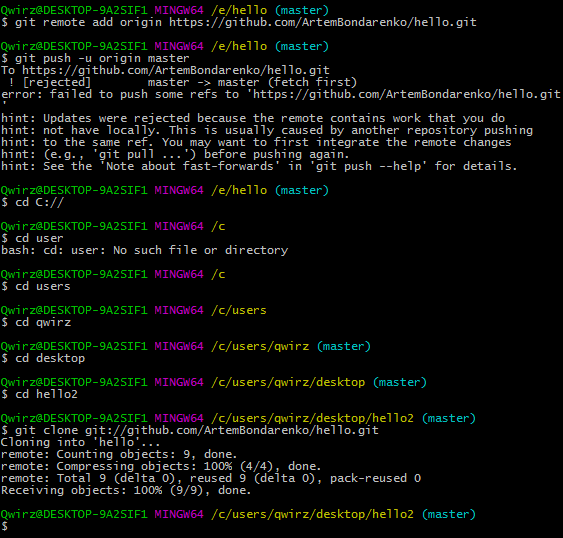 Qwirz@DESKTOP-9A2SIF1 MINGW64 /e/hello (master)
$ git remote add origin https://github.com/ArtemBondarenko/hello.git
Qwirz@DESKTOP-9A2SIF1 MINGW64 /e/hello (master)
$ git push -u origin master
To https://github.com/ArtemBondarenko/hello.git
 ! [rejected]        master -> master (fetch first)
error: failed to push some refs to 'https://github.com/ArtemBondarenko/hello.git
'
hint: Updates were rejected because the remote contains work that you do
hint: not have locally. This is usually caused by another repository pushing
hint: to the same ref. You may want to first integrate the remote changes
hint: (e.g., 'git pull ...') before pushing again.
hint: See the 'Note about fast-forwards' in 'git push --help' for details.
Qwirz@DESKTOP-9A2SIF1 MINGW64 /e/hello (master)
$ cd C://
Qwirz@DESKTOP-9A2SIF1 MINGW64 /c
$ cd user
bash: cd: user: No such file or directory
Qwirz@DESKTOP-9A2SIF1 MINGW64 /c
$ cd users
Qwirz@DESKTOP-9A2SIF1 MINGW64 /c/users
$ cd qwirz
Qwirz@DESKTOP-9A2SIF1 MINGW64 /c/users/qwirz (master)
$ cd desktop
Qwirz@DESKTOP-9A2SIF1 MINGW64 /c/users/qwirz/desktop (master)
$ cd hello2
Qwirz@DESKTOP-9A2SIF1 MINGW64 /c/users/qwirz/desktop/hello2 (master)
$ git clone git://github.com/ArtemBondarenko/hello.git
Cloning into 'hello'...
remote: Counting objects: 9, done.
remote: Compressing objects: 100% (4/4), done.
remote: Total 9 (delta 0), reused 9 (delta 0), pack-reused 0
Receiving objects: 100% (9/9), done.
Qwirz@DESKTOP-9A2SIF1 MINGW64 /c/users/qwirz/desktop/hello2 (master)
$